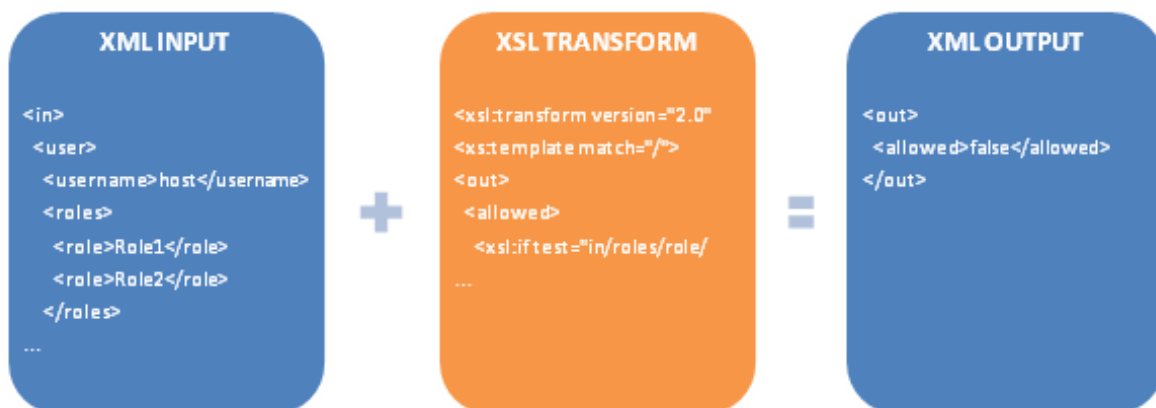 XML INPUT
<in>
<user>
<username>host</username>
<roles>
<role>Role1</role>
<role>Role2</role>
</roles>
...
XSL TRANSFORM
<xsl:transform version="2.0"
<xs:template match="/">
<out>
<allowed>
<xsl:if test="in/roles/role/
...
XML OUTPUT
<out>
<allowed>false</allowed>
</out>